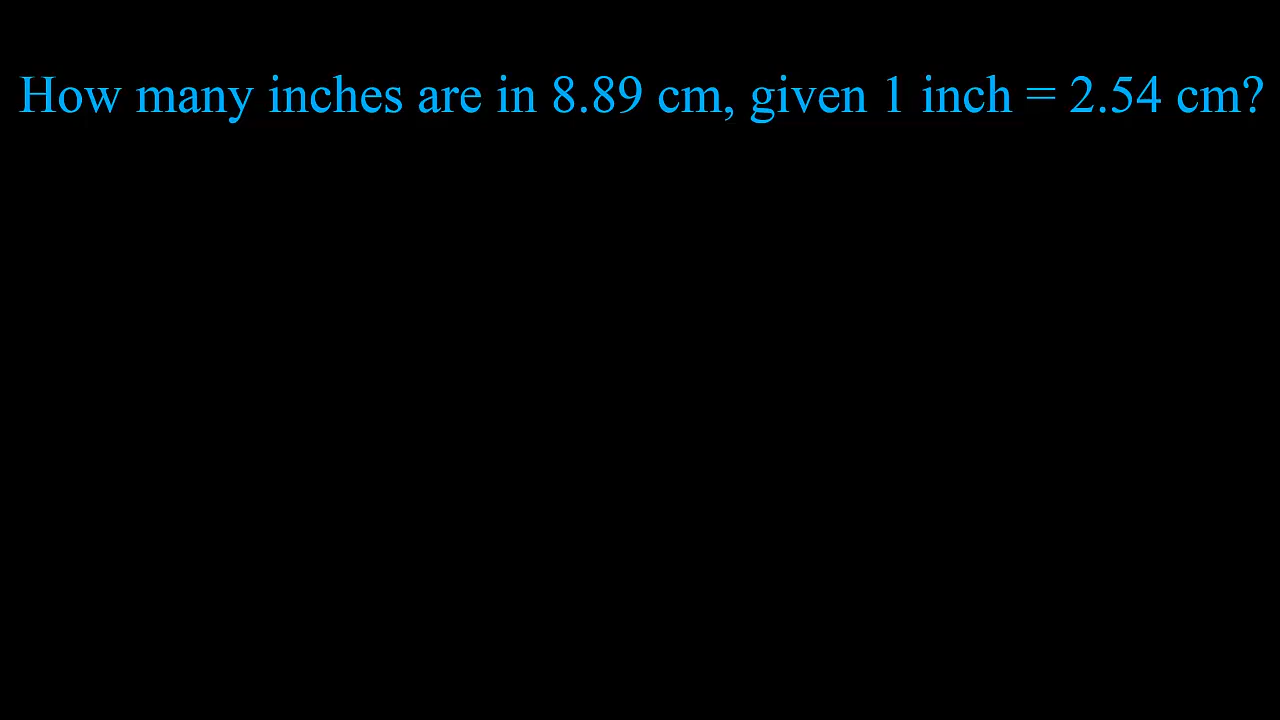 How many inches are in 8.89 cm, given 1 inch = 2.54 cm?